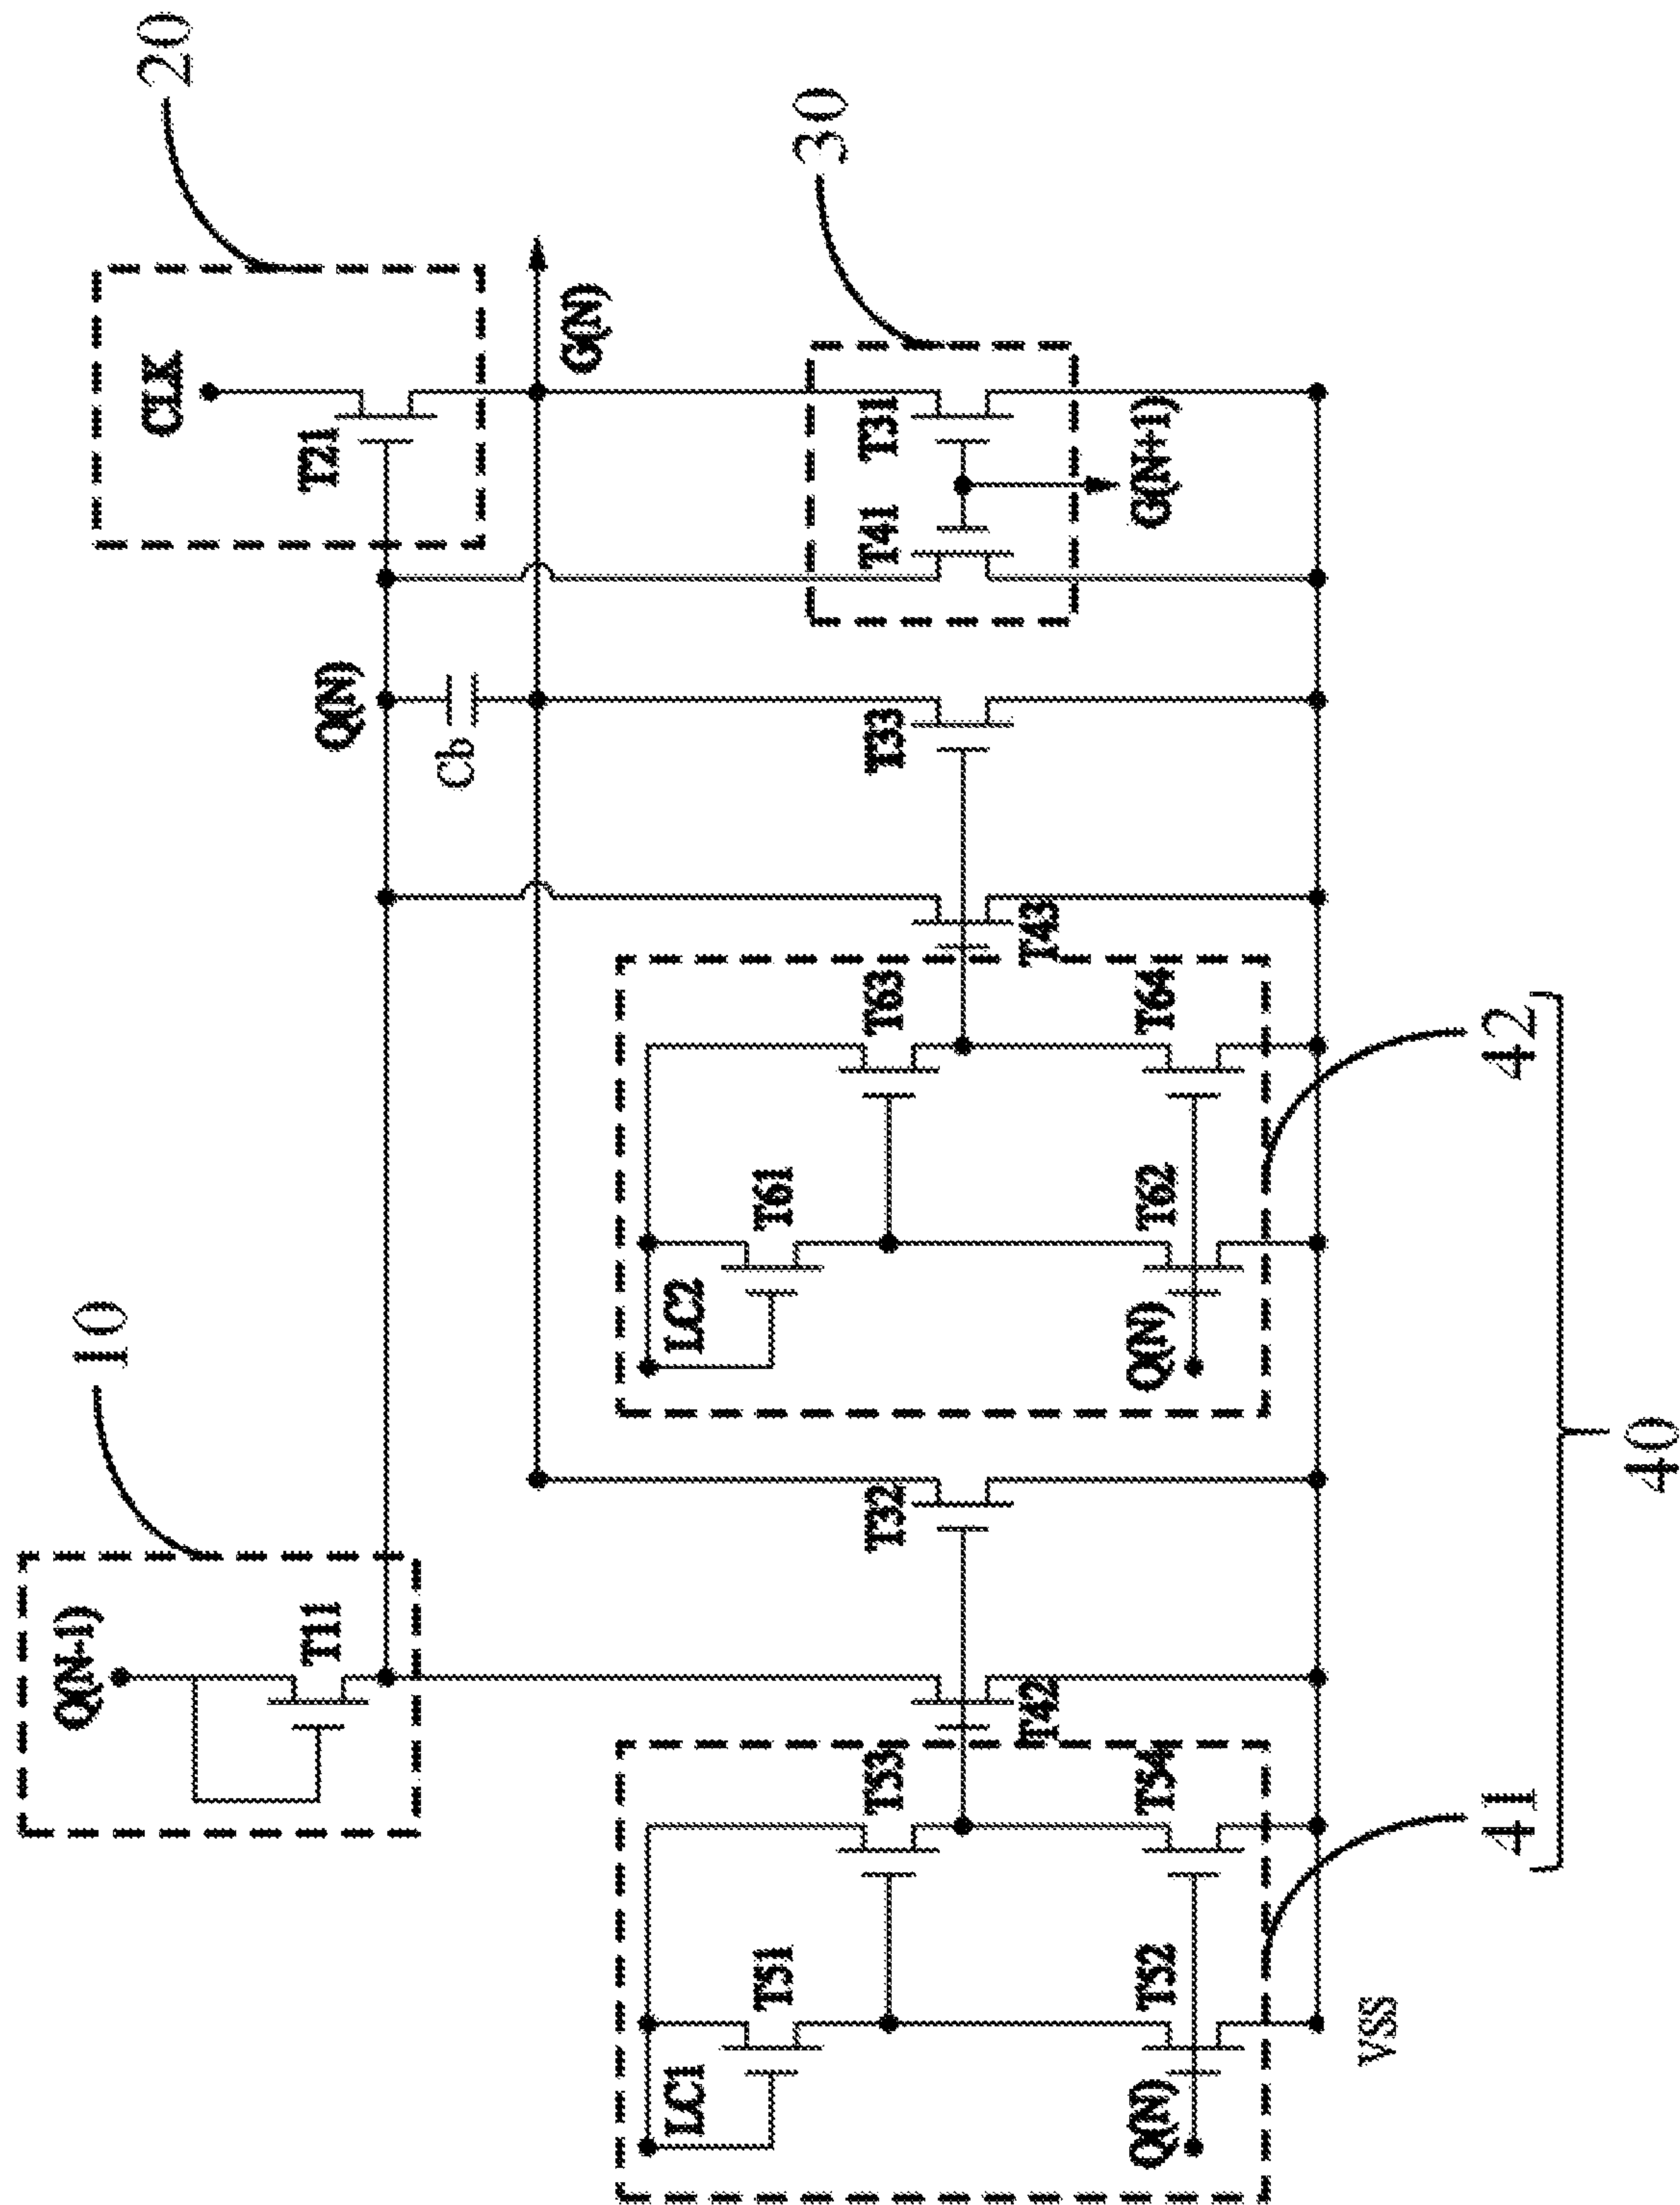 Q(N-1)
10
CLK
20
T11
Q(N)
T21
Cb
G(N)
LC1
LC2
T51
T61
30
T53
T32
T63
T33
T41
T31
T42
T43
Q(N)
T52
T54
Q(N)
T62
T64
G(N+1)
VSS
41
42
40